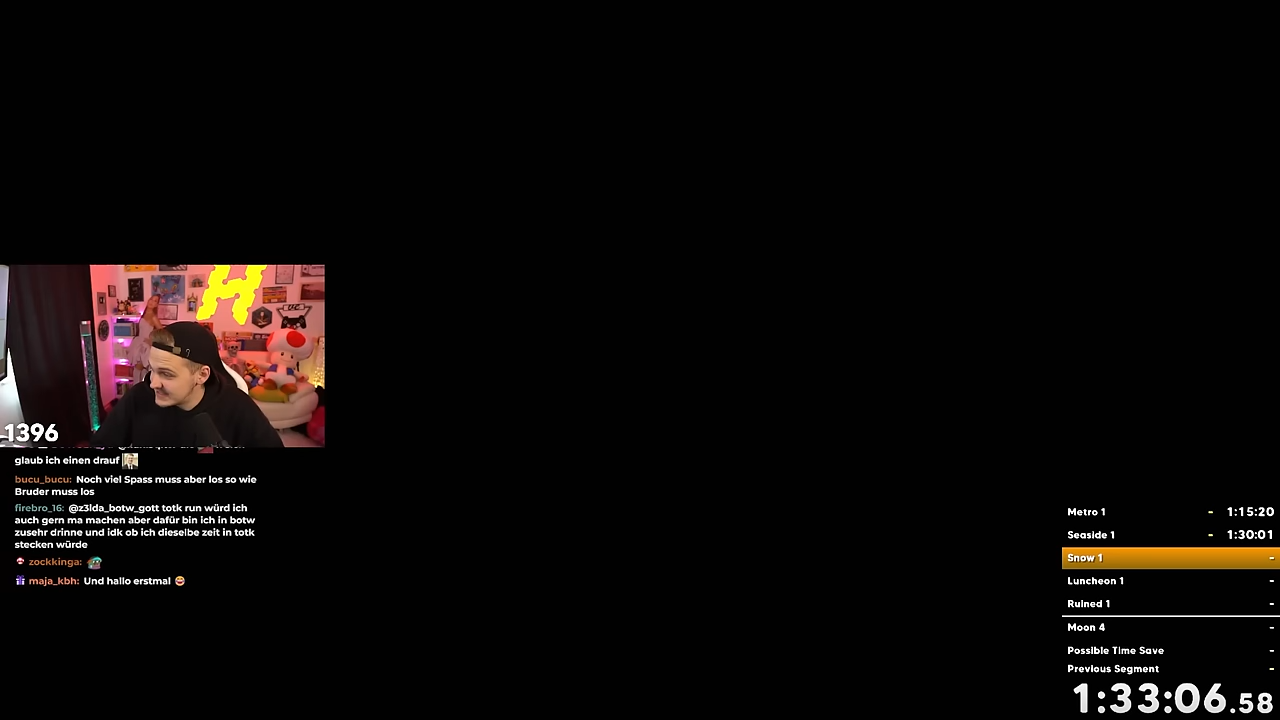 1396
glaub ich einen drauf
bucu_bucu: Noch viel Spass muss aber los so wie
Bruder muss los
firebro_16: @z3lda_botw_gott totk run würd ich
auch gern ma machen aber dafür bin ich in botw
zusehr drinne und idk ob ich dieselbe zeit in totk
stecken würde
zockkinga:
maja_kbh: Und hallo erstmal 😂
Metro 1 - 1:15:20
Seaside 1 - 1:30:01
Snow 1 -
Luncheon 1 -
Ruined 1 -
Moon 4 -
Possible Time Save -
Previous Segment -
1:33:06.58